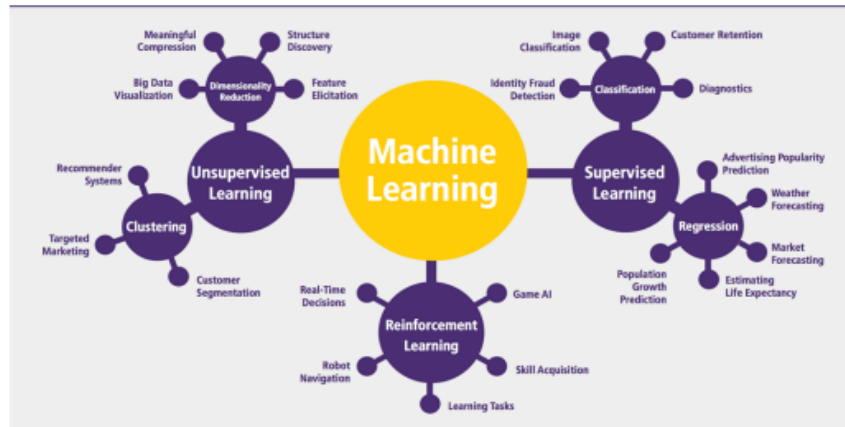 Machine
Learning
Unsupervised
Learning
Dimensionality
Reduction
Meaningful
Compression
Structure
Discovery
Big Data
Visualization
Feature
Elicitation
Clustering
Recommender
Systems
Targeted
Marketing
Customer
Segmentation
Supervised
Learning
Classification
Image
Classification
Customer Retention
Identity Fraud
Detection
Diagnostics
Regression
Advertising Popularity
Prediction
Weather
Forecasting
Market
Forecasting
Population
Growth
Prediction
Estimating
Life Expectancy
Reinforcement
Learning
Real-Time
Decisions
Game AI
Robot
Navigation
Skill Acquisition
Learning Tasks